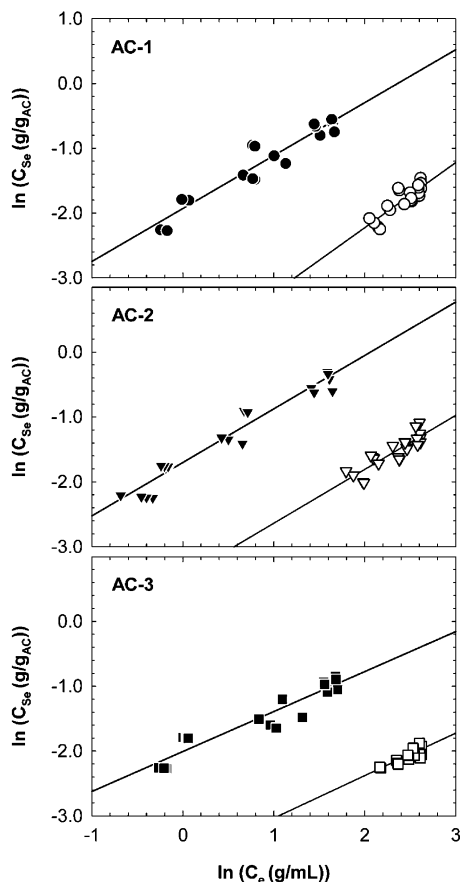 1.0
AC-1
0.0
-1.0
-2.0
-3.0
ln (C_Se (g/g_AC))
AC-2
0.0
-1.0
-2.0
-3.0
ln (C_Se (g/g_AC))
AC-3
0.0
-1.0
-2.0
-3.0
ln (C_Se (g/g_AC))
-1 0 1 2 3
ln (C_e (g/mL))